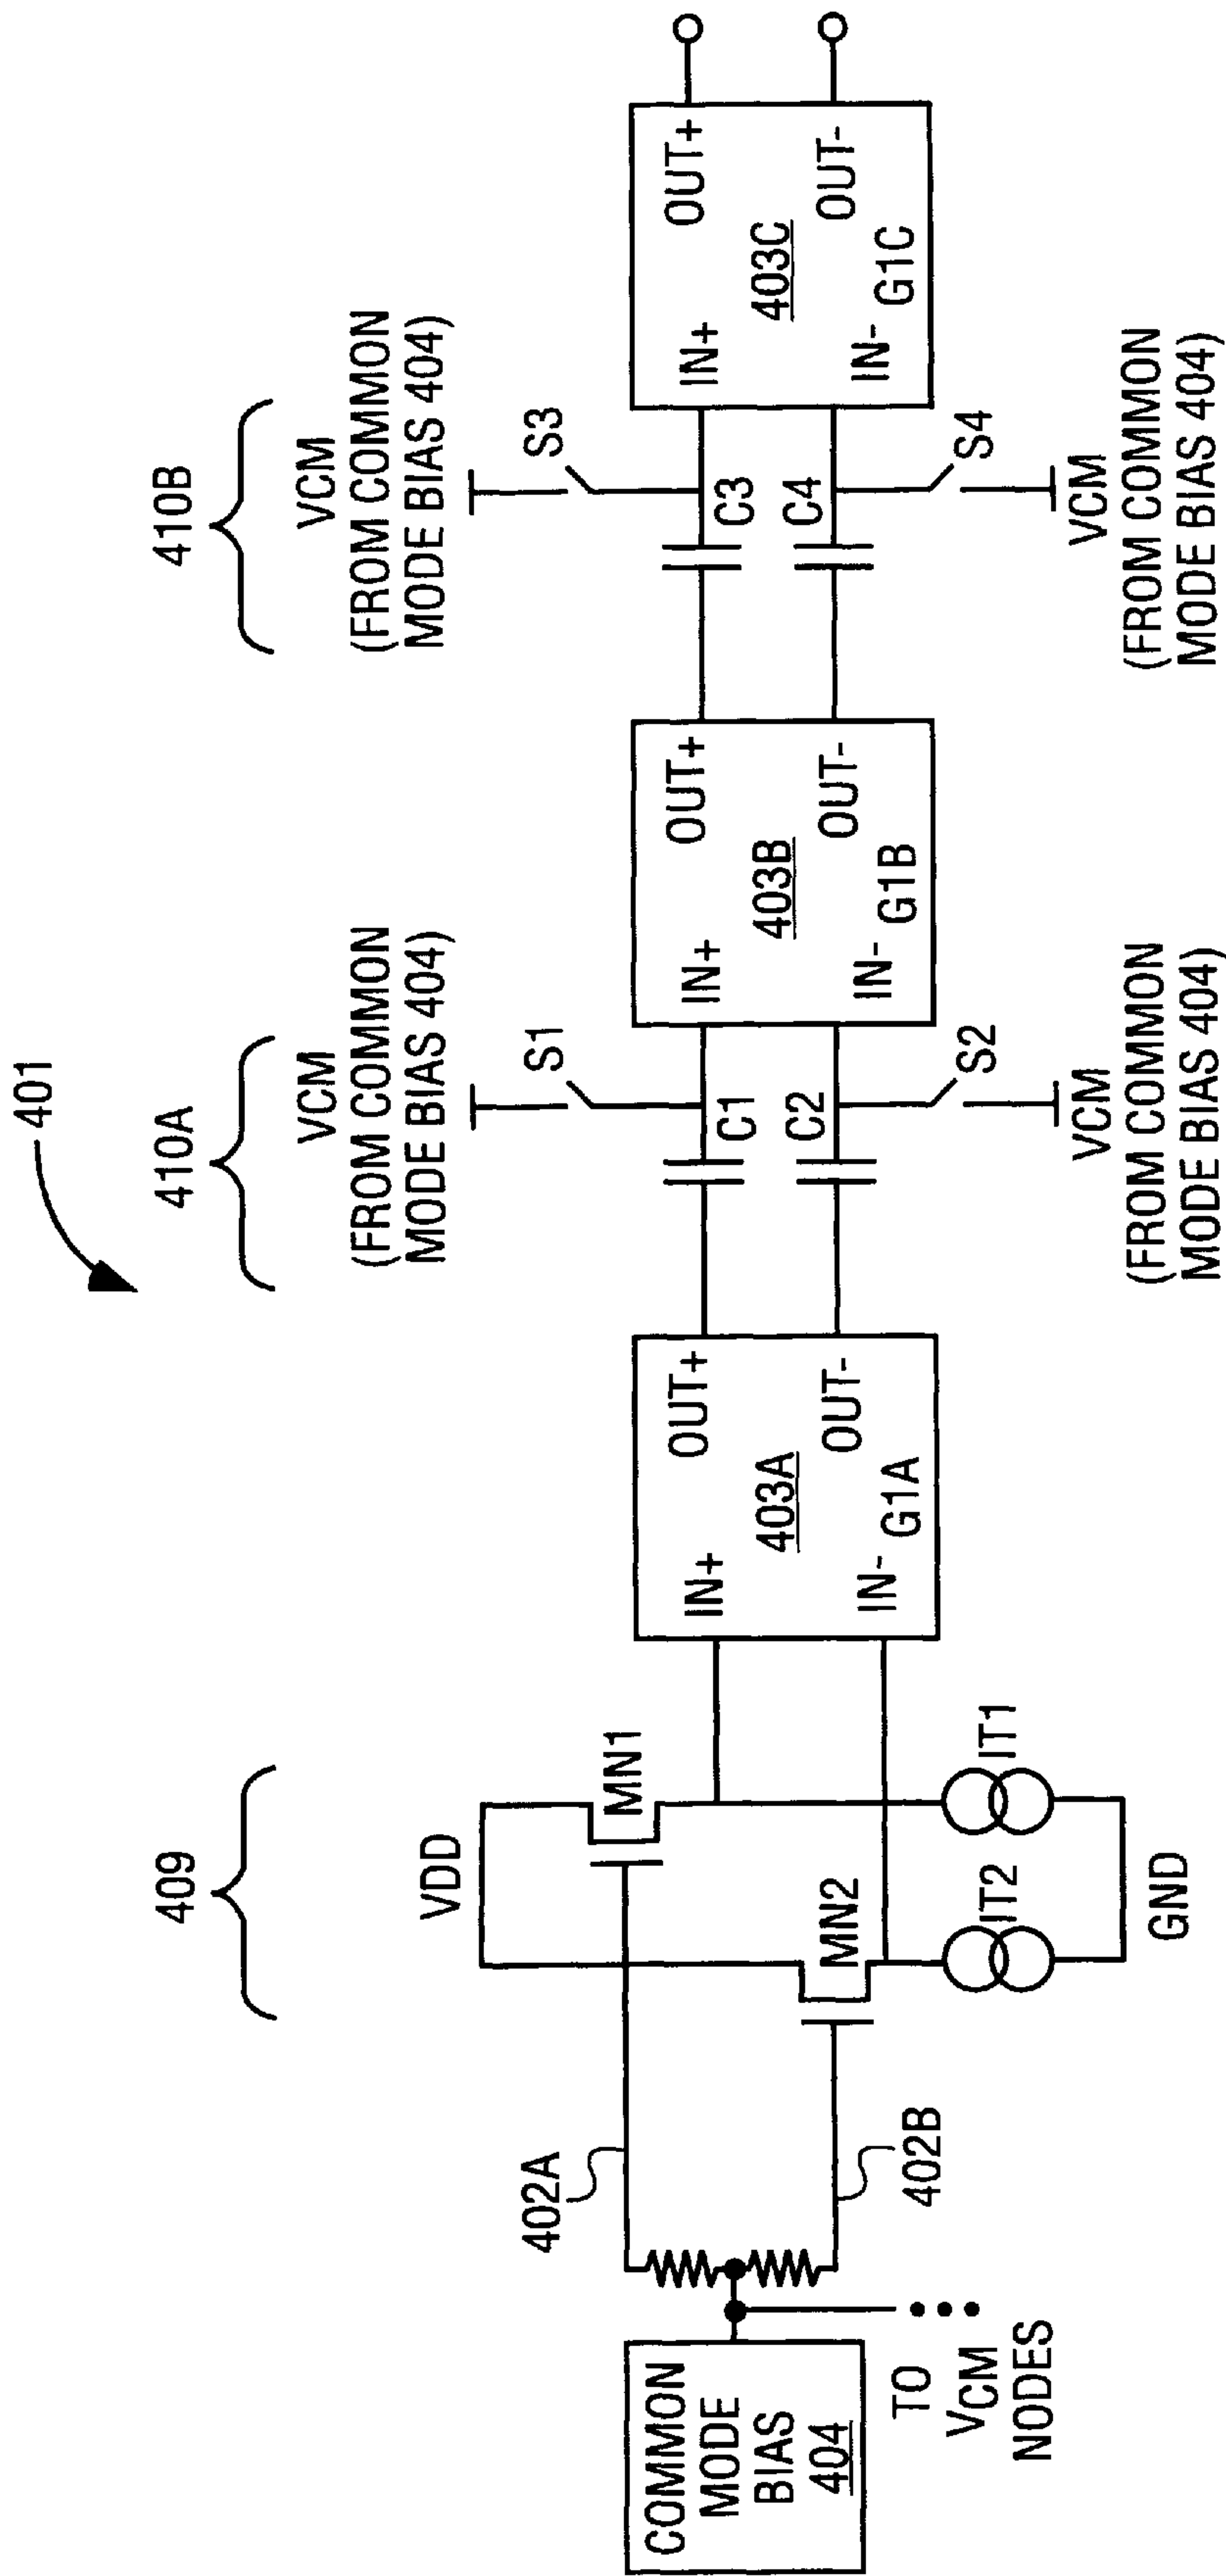 401
409
410A
410B
VDD
VCM
(FROM COMMON
MODE BIAS 404)
VCM
(FROM COMMON
MODE BIAS 404)
402A
MN1
S1
S3
COMMON
MODE
BIAS
404
402B
MN2
IN+
OUT+
403A
IN-
OUT-
G1A
C1
C2
IN+
OUT+
403B
IN-
OUT-
G1B
C3
C4
IN+
OUT+
403C
IN-
OUT-
G1C
TO
VCM
NODES
IT2
IT1
GND
S2
S4
VCM
(FROM COMMON
MODE BIAS 404)
VCM
(FROM COMMON
MODE BIAS 404)